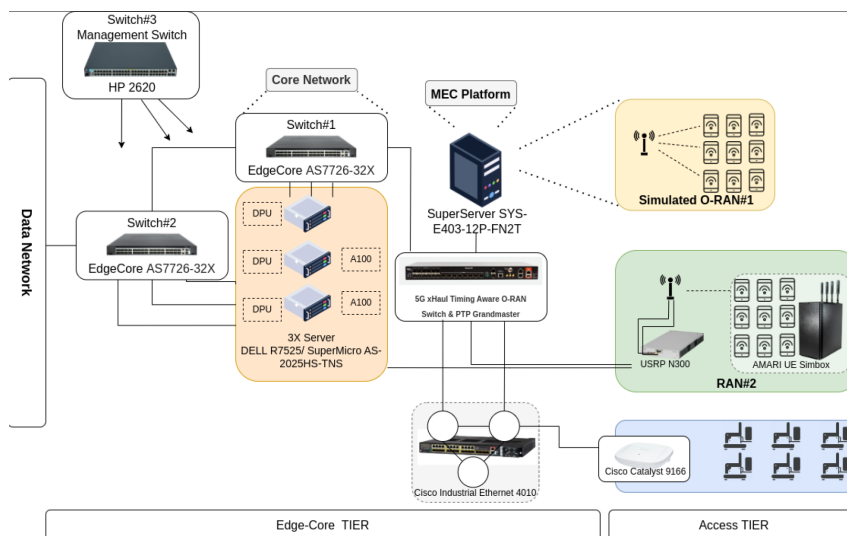 Switch#3
Management Switch
HP 2620
Core Network
MEC Platform
Switch#1
EdgeCore AS7726-32X
Simulated O-RAN#1
Data Network
Switch#2
EdgeCore AS7726-32X
DPU
DPU
A100
DPU
A100
3X Server
DELL R7525/ SuperMicro AS-
2025HS-TNS
SuperServer SYS-
E403-12P-FN2T
5G xHaul Timing Aware O-RAN
Switch & PTP Grandmaster
USRP N300
AMARI UE Simbox
RAN#2
Cisco Industrial Ethernet 4010
Cisco Catalyst 9166
Edge-Core TIER
Access TIER